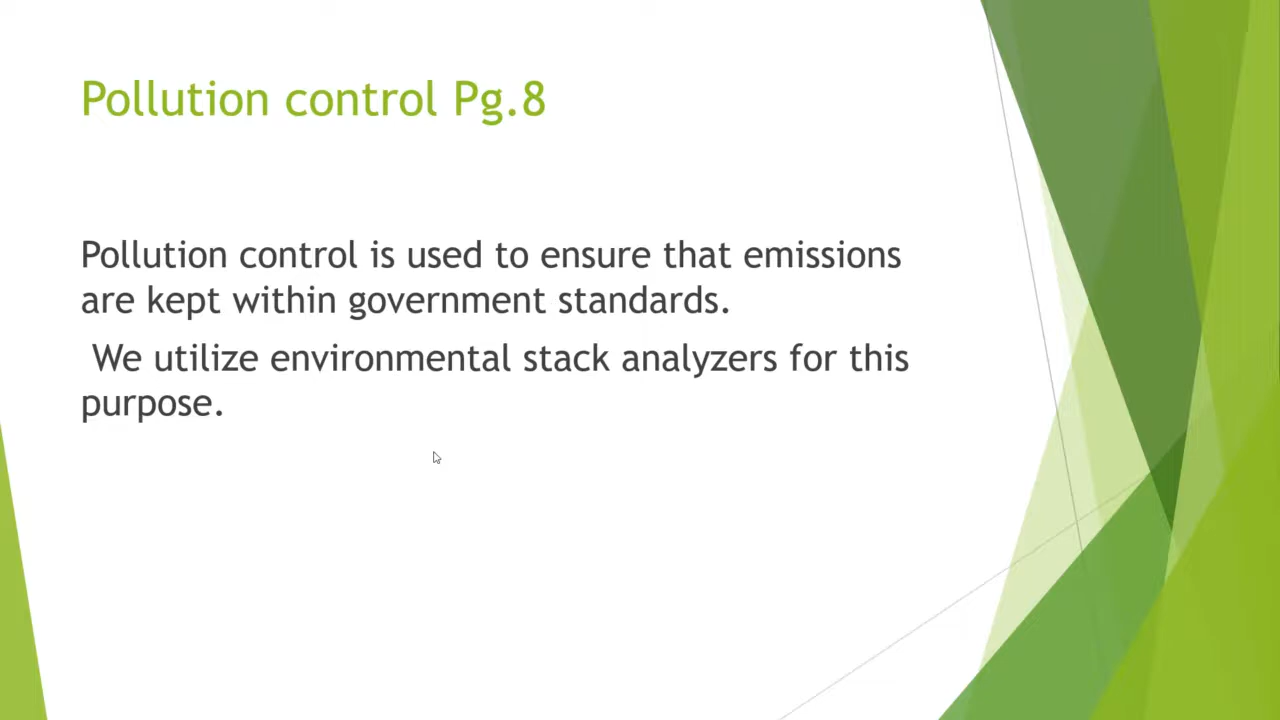 Pollution control Pg.8
Pollution control is used to ensure that emissions
are kept within government standards.
We utilize environmental stack analyzers for this
purpose.